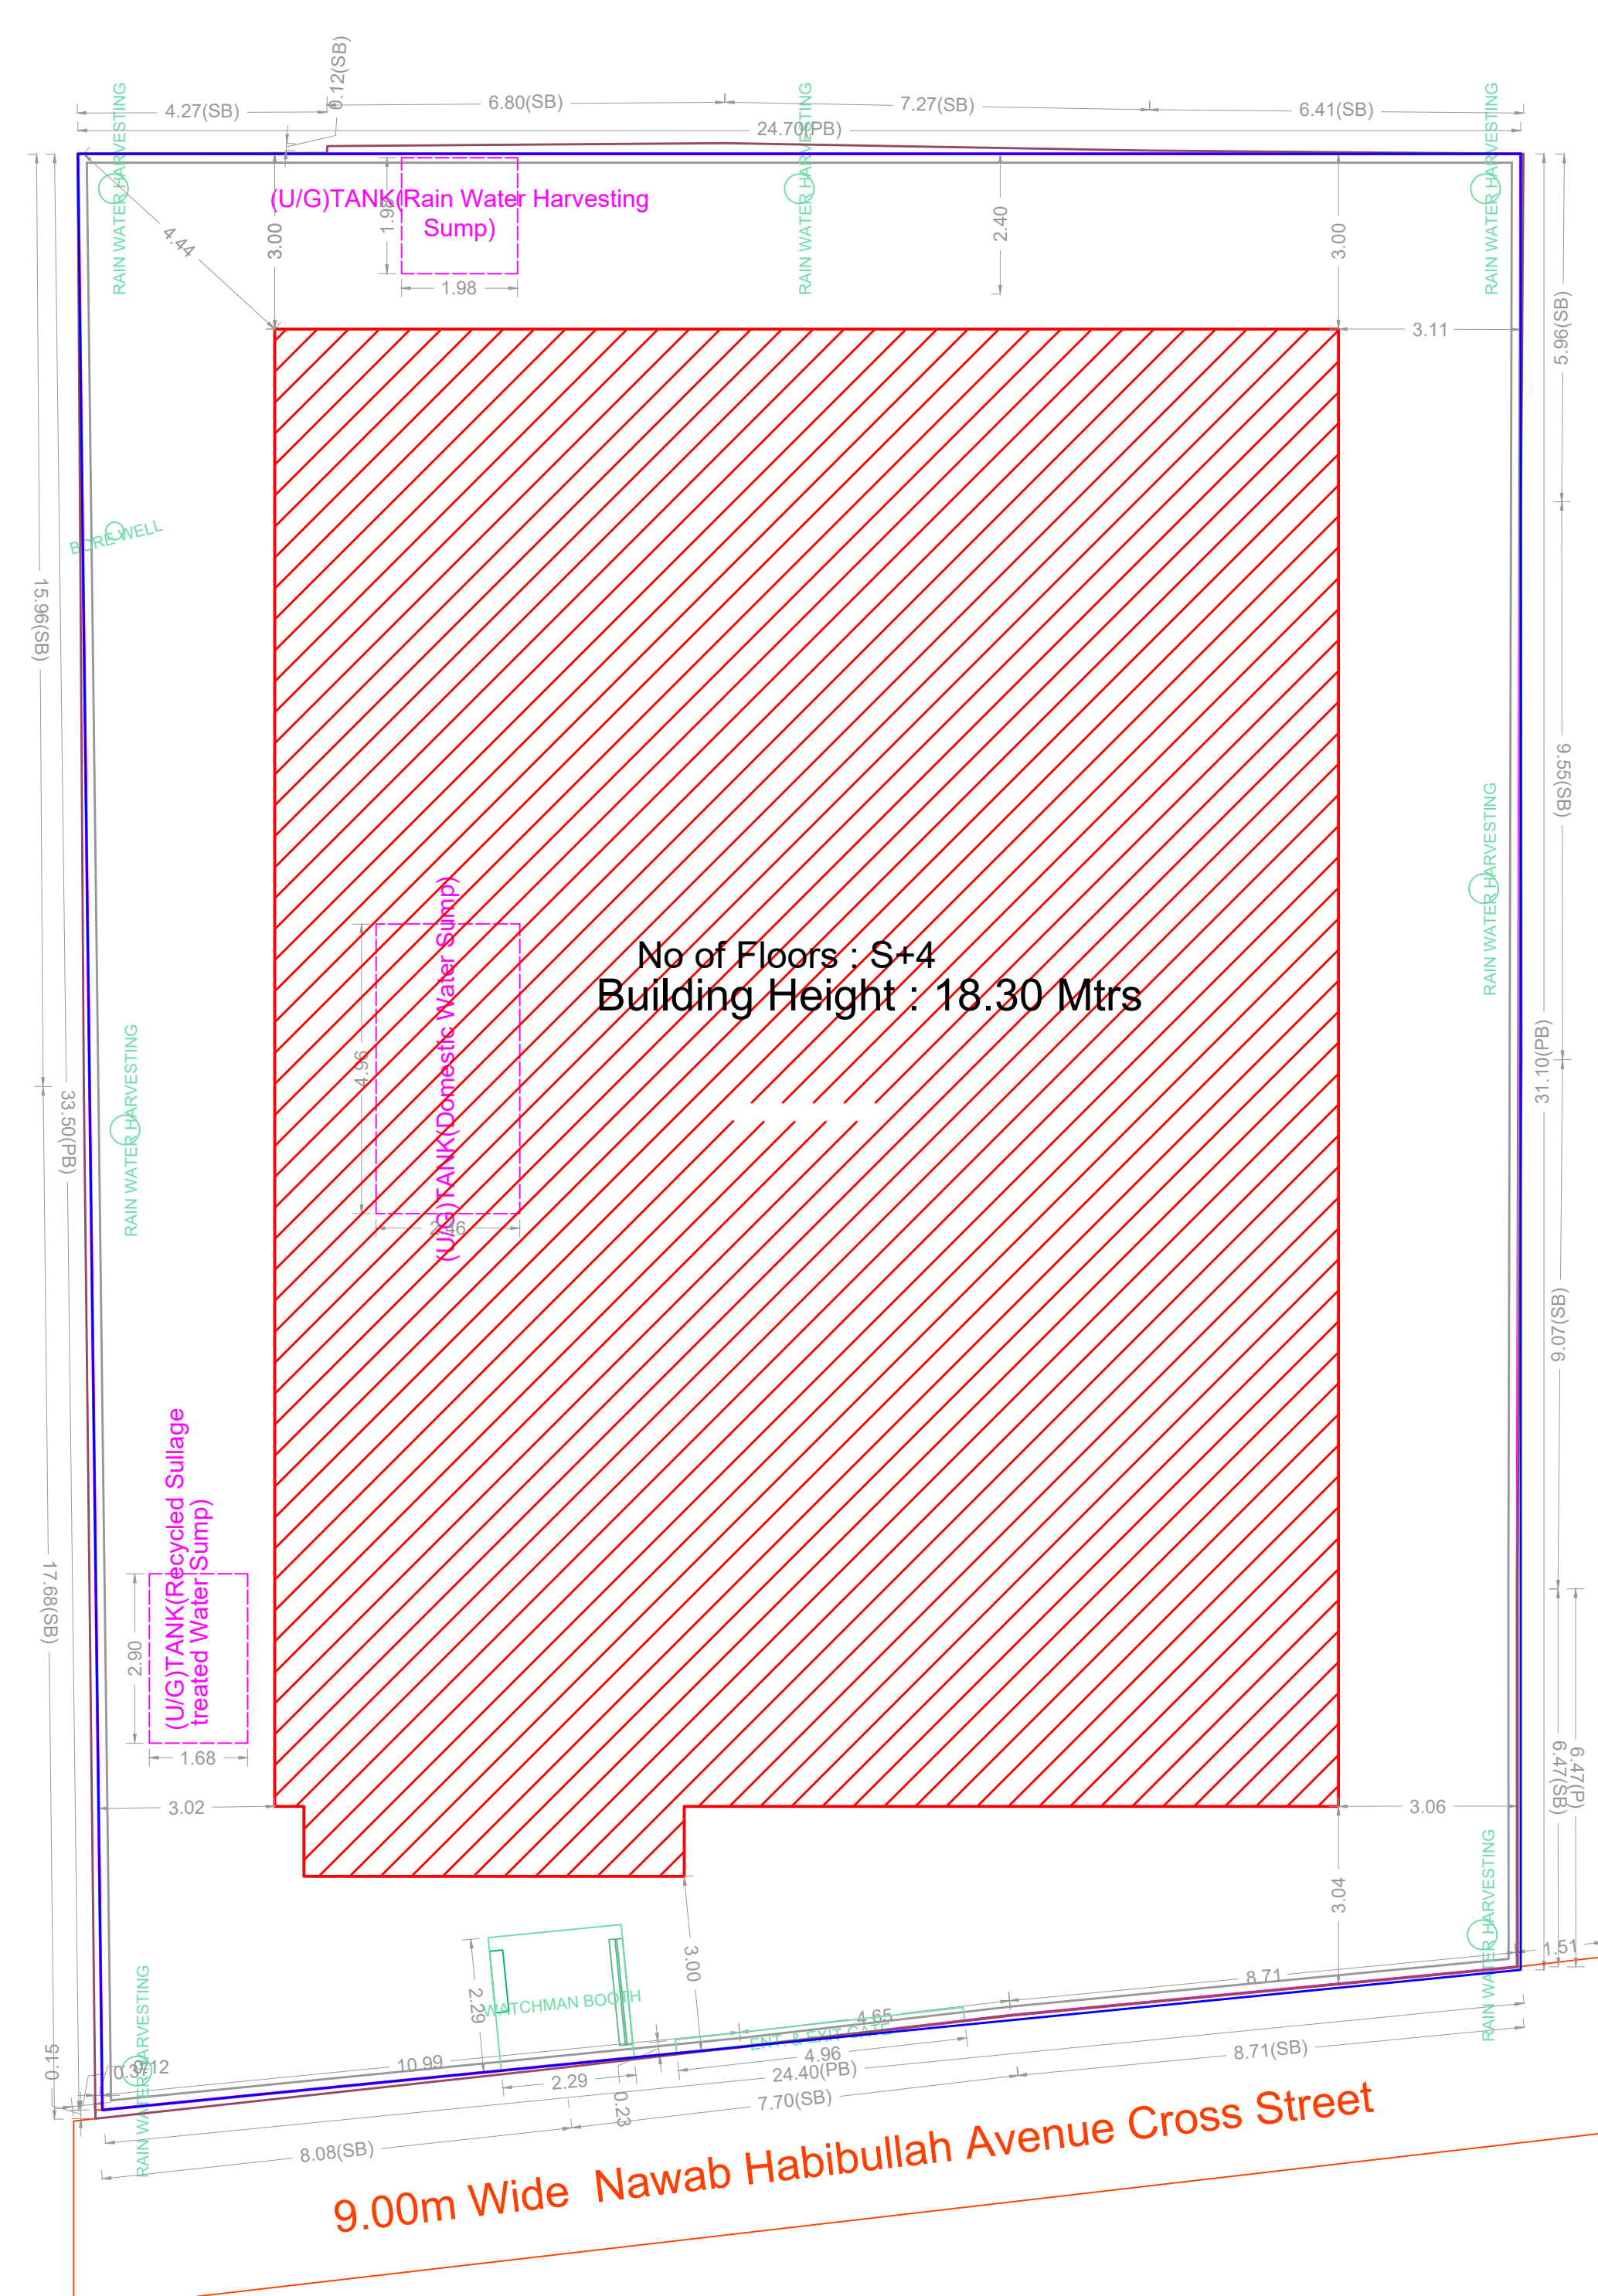 0.12(SB)
4.27(SB)
6.80(SB)
7.27(SB)
6.41(SB)
24.70(PB)
RAIN WATER HARVESTING
RAIN WATER HARVESTING
RAIN WATER HARVESTING
(U/G)TANK(Rain Water Harvesting
Sump)
1.98
1.98
4.44
3.00
2.40
3.00
3.11
5.96(SB)
BORE WELL
15.96(SB)
9.55(SB)
RAIN WATER HARVESTING
No of Floors : S+4
Building Height : 18.30 Mtrs
(U/G)TANK(Domestic Water Sump)
4.96
2.46
RAIN WATER HARVESTING
33.50(PB)
31.10(PB)
9.07(SB)
(U/G)TANK(Recycled Sullage
treated Water Sump)
2.90
1.68
17.68(SB)
6.47(SB)
6.47(P)
3.02
3.06
3.04
3.00
RAIN WATER HARVESTING
1.51
2.29
WATCHMAN BOOTH
8.71
4.65
ENT. & EXIT GATE
4.96
10.99
24.40(PB)
2.29
0.23
7.70(SB)
8.71(SB)
8.08(SB)
0.15
0.37
0.12
RAIN WATER HARVESTING
9.00m Wide Nawab Habibullah Avenue Cross Street